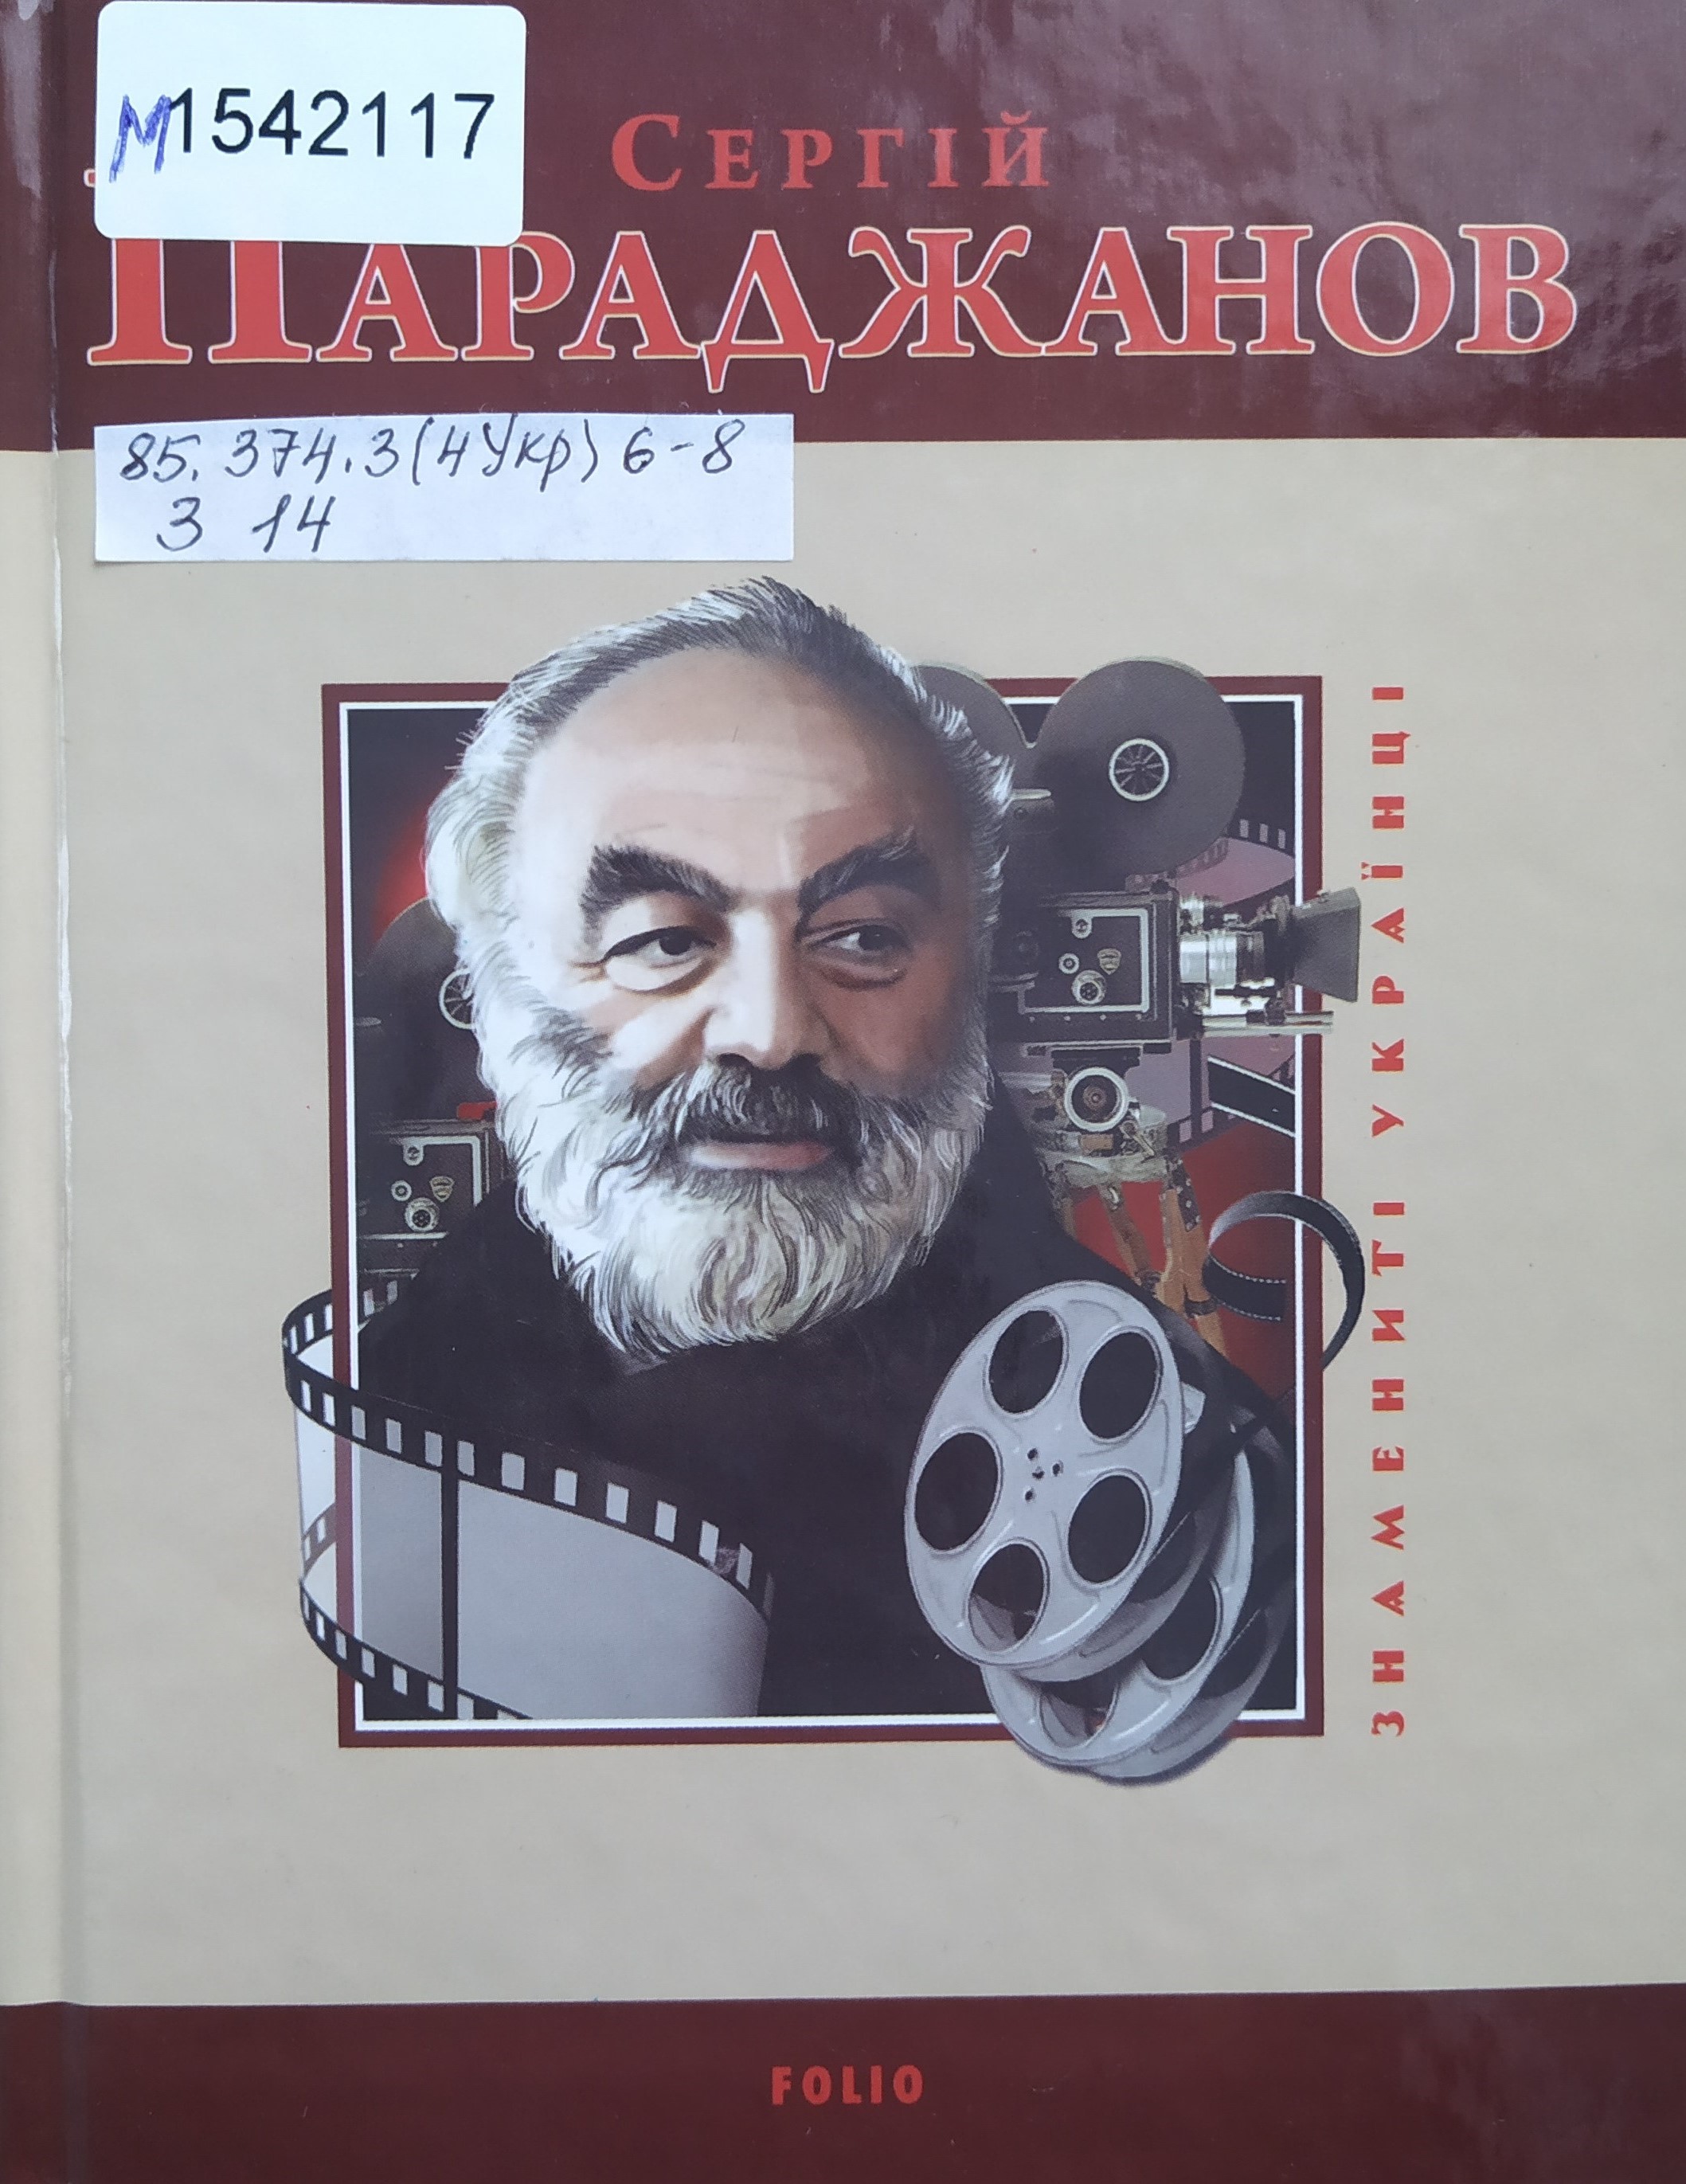 М1542117
СЕРГІЙ
ПАРАДЖАНОВ
85.374.3(4Укр)6-8
З 14
ЗНАМЕНИТІ УКРАЇНЦІ
FOLIO